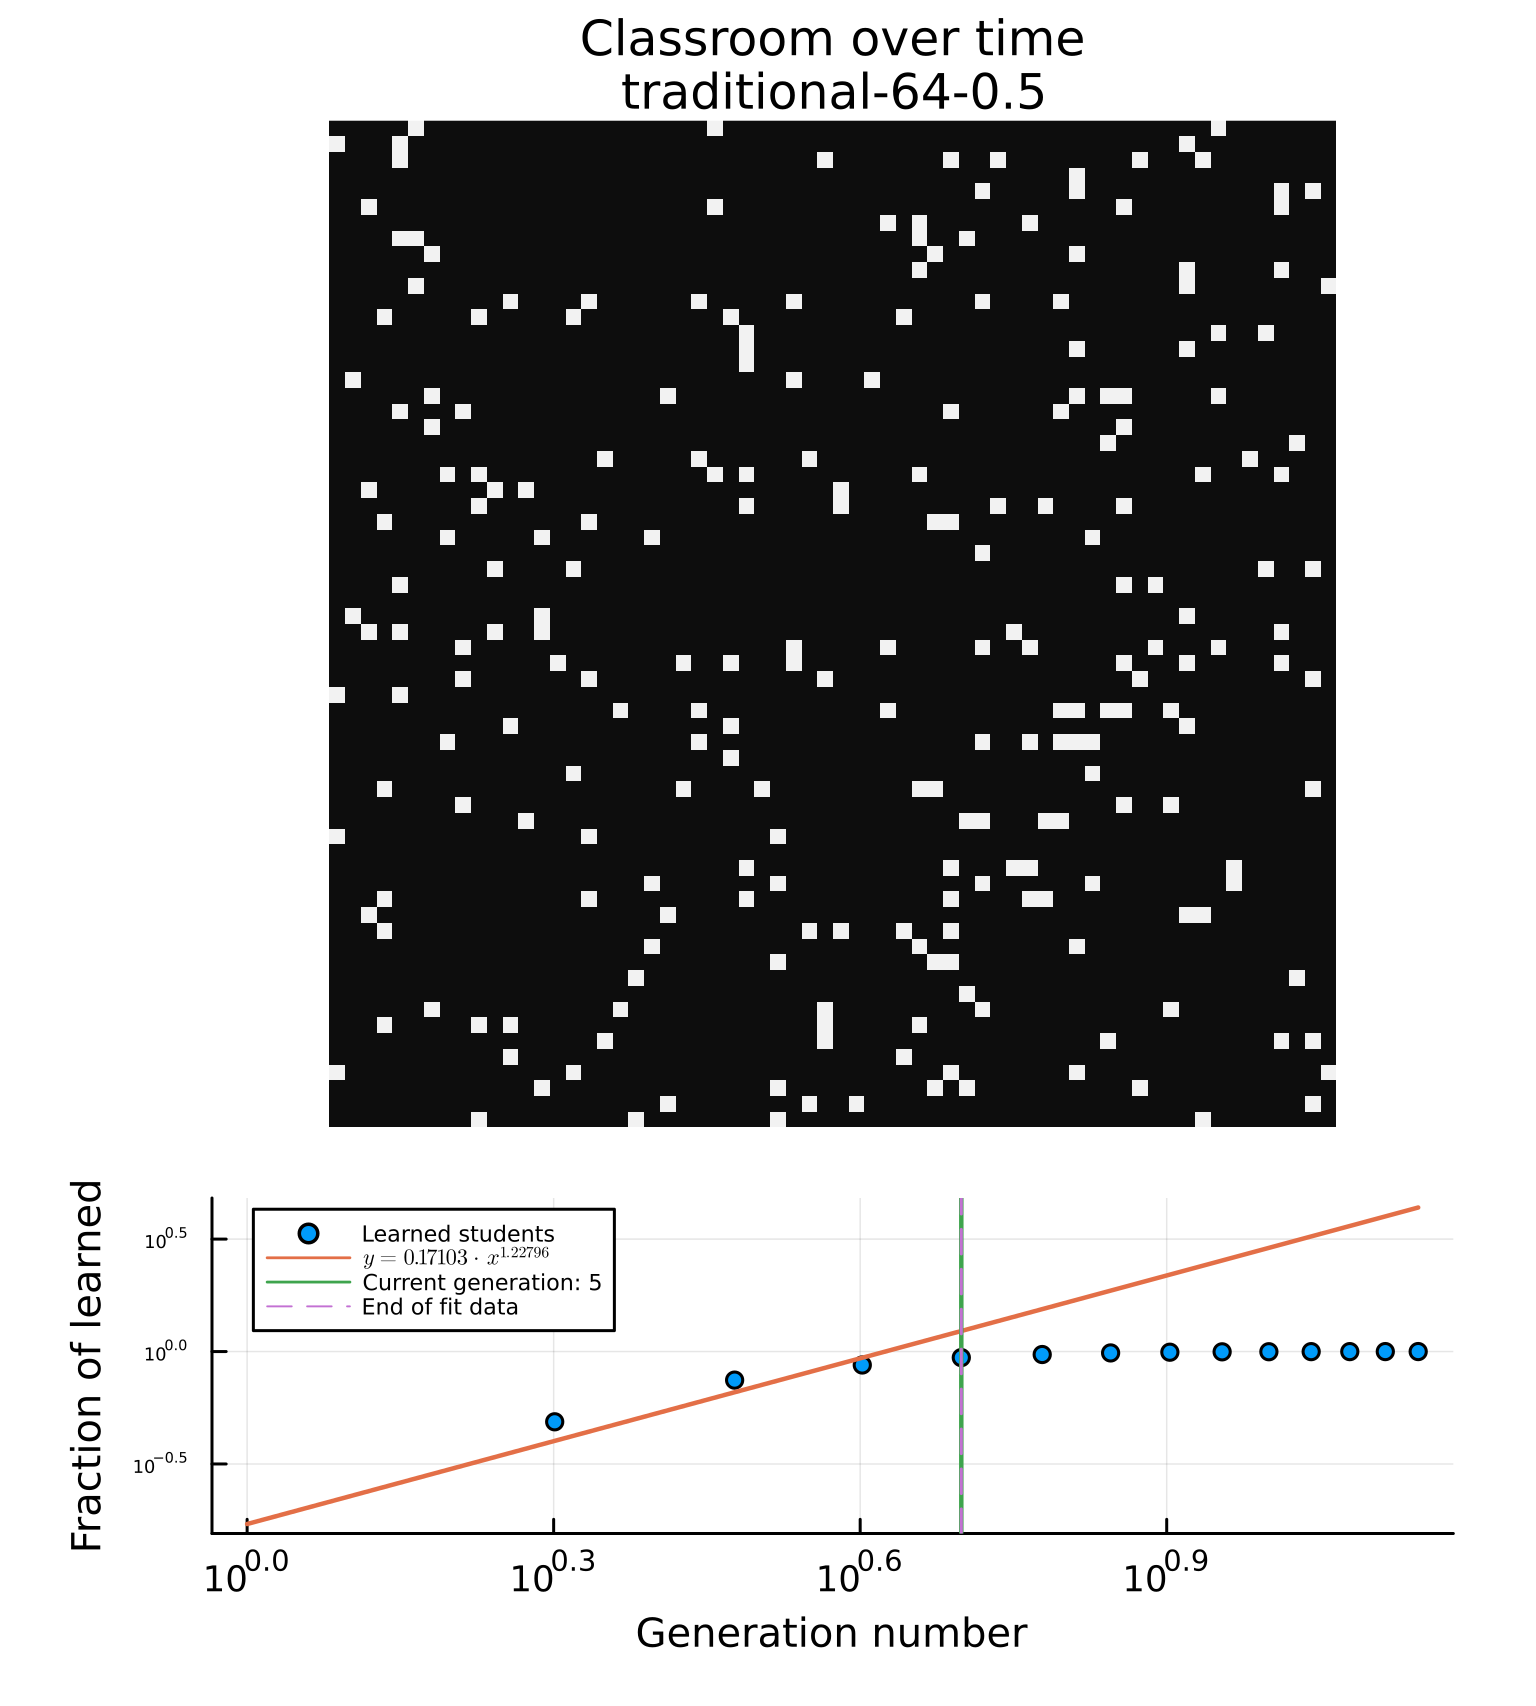 Classroom over time
traditional-64-0.5
Fraction of learned
10^0.5
10^0.0
10^−0.5
Learned students
y = 0.17103 · x^1.22796
Current generation: 5
End of fit data
10^0.0 10^0.3 10^0.6 10^0.9
Generation number